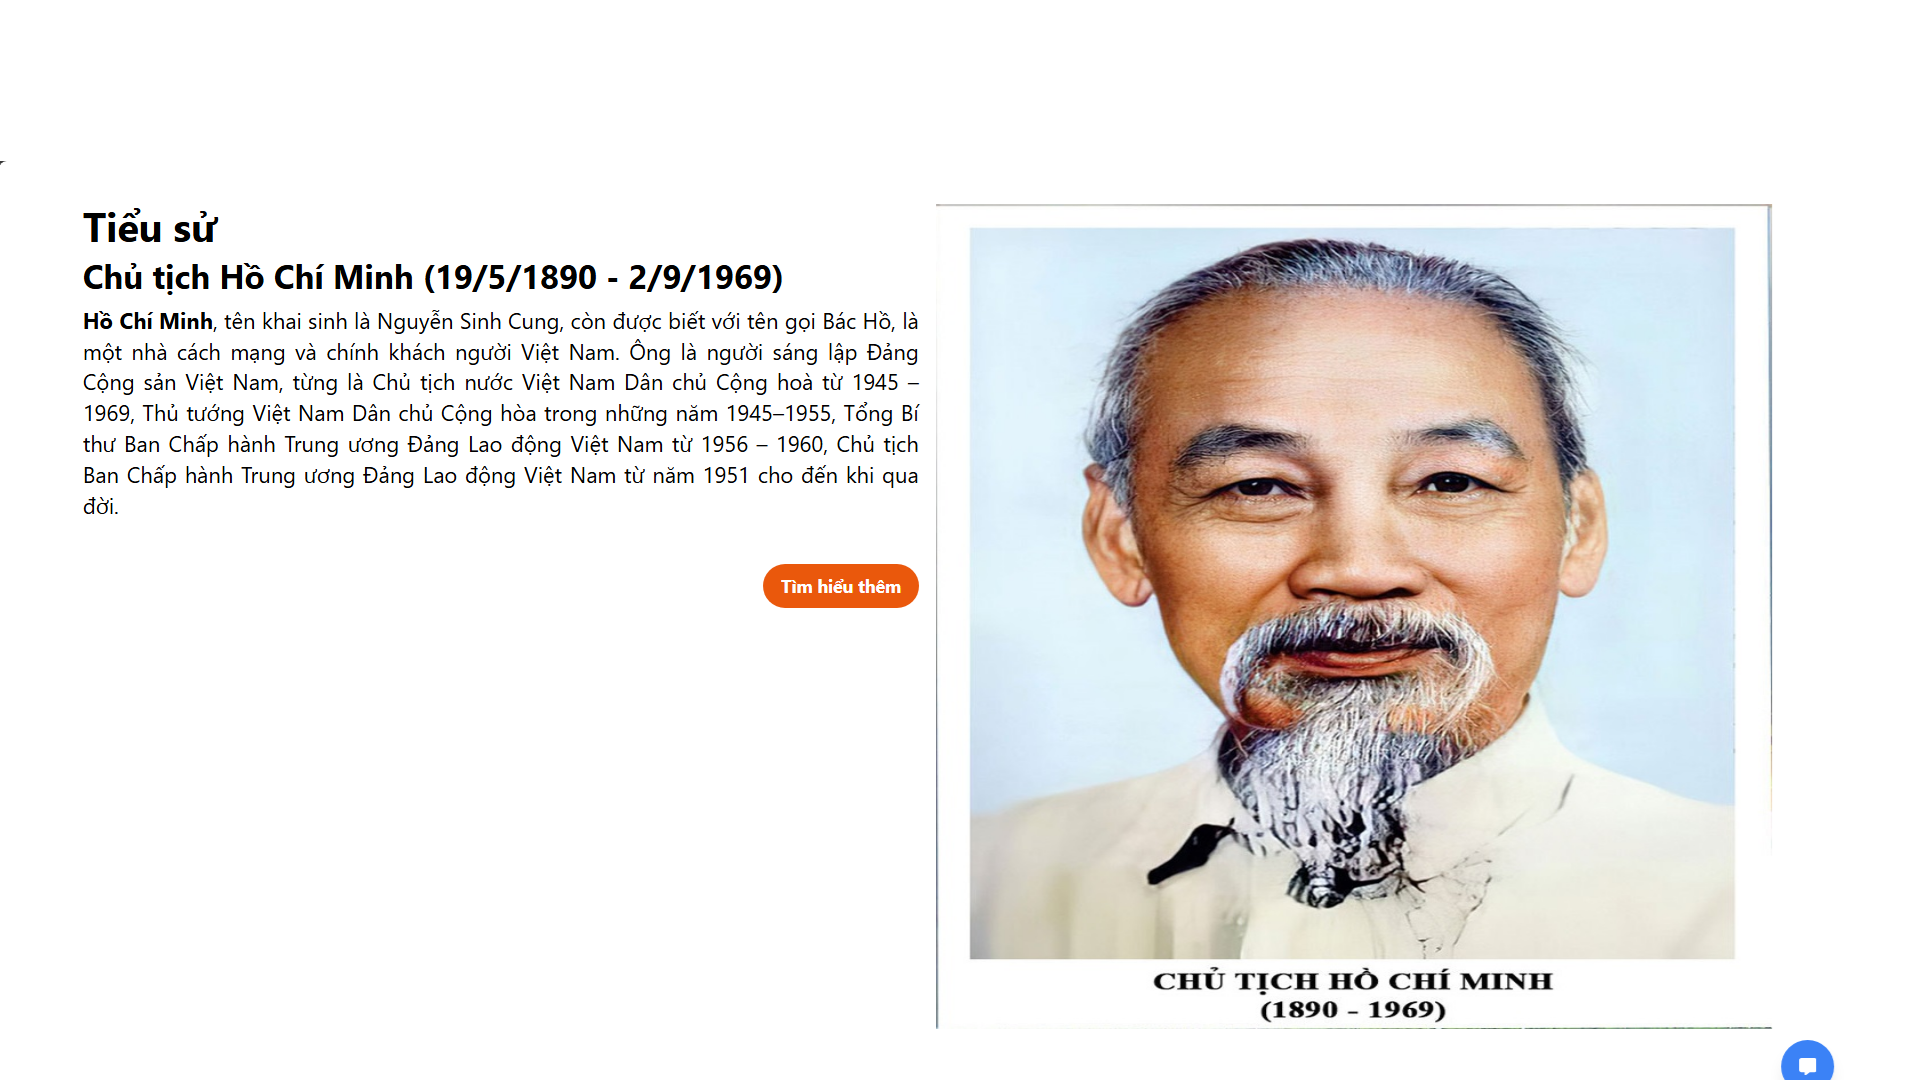 Tiểu sử
Chủ tịch Hồ Chí Minh (19/5/1890 - 2/9/1969)
Hồ Chí Minh, tên khai sinh là Nguyễn Sinh Cung, còn được biết với tên gọi Bác Hồ, là
một nhà cách mạng và chính khách người Việt Nam. Ông là người sáng lập Đảng
Cộng sản Việt Nam, từng là Chủ tịch nước Việt Nam Dân chủ Cộng hoà từ 1945 –
1969, Thủ tướng Việt Nam Dân chủ Cộng hòa trong những năm 1945–1955, Tổng Bí
thư Ban Chấp hành Trung ương Đảng Lao động Việt Nam từ 1956 – 1960, Chủ tịch
Ban Chấp hành Trung ương Đảng Lao động Việt Nam từ năm 1951 cho đến khi qua
đời.
Tìm hiểu thêm
CHỦ TỊCH HỒ CHÍ MINH
(1890 - 1969)